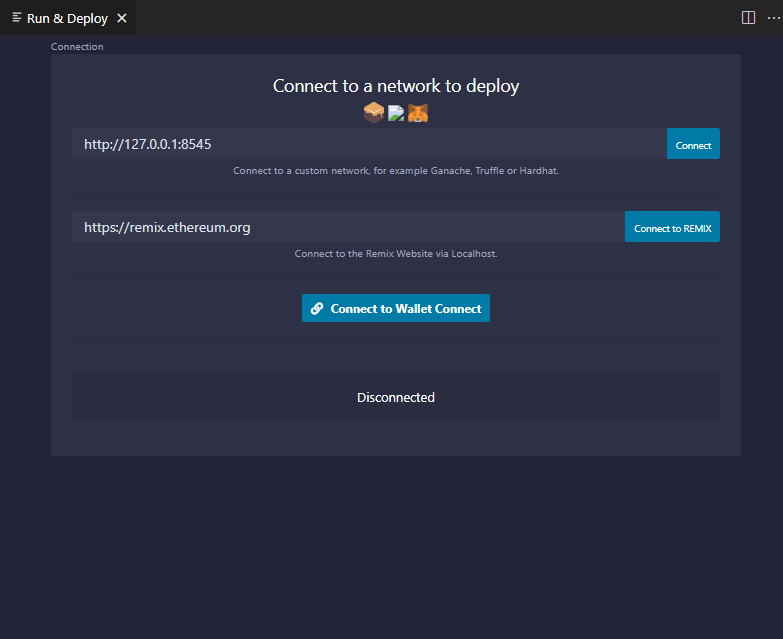 Run & Deploy
Connection
Connect to a network to deploy
http://127.0.0.1:8545
Connect
Connect to a custom network, for example Ganache, Truffle or Hardhat.
https://remix.ethereum.org
Connect to REMIX
Connect to the Remix Website via Localhost.
Connect to Wallet Connect
Disconnected